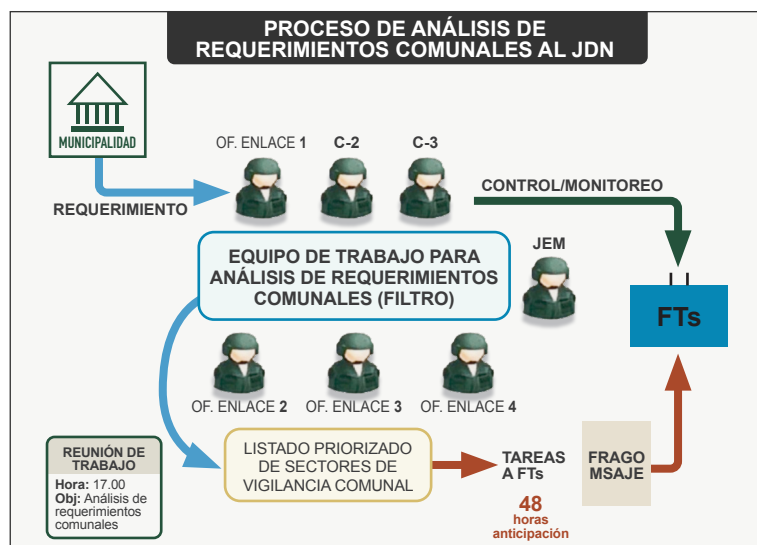 PROCESO DE ANÁLISIS DE
REQUERIMIENTOS COMUNALES AL JDN
MUNICIPALIDAD
OF. ENLACE 1
C-2
C-3
REQUERIMIENTO
CONTROL/MONITOREO
EQUIPO DE TRABAJO PARA
ANÁLISIS DE REQUERIMIENTOS
COMUNALES (FILTRO)
JEM
FTs
OF. ENLACE 2
OF. ENLACE 3
OF. ENLACE 4
REUNIÓN DE
TRABAJO
Hora: 17.00
Obj: Análisis de
requerimientos
comunales
LISTADO PRIORIZADO
DE SECTORES DE
VIGILANCIA COMUNAL
TAREAS
A FTs
48
horas
anticipación
FRAGO
MSAJE